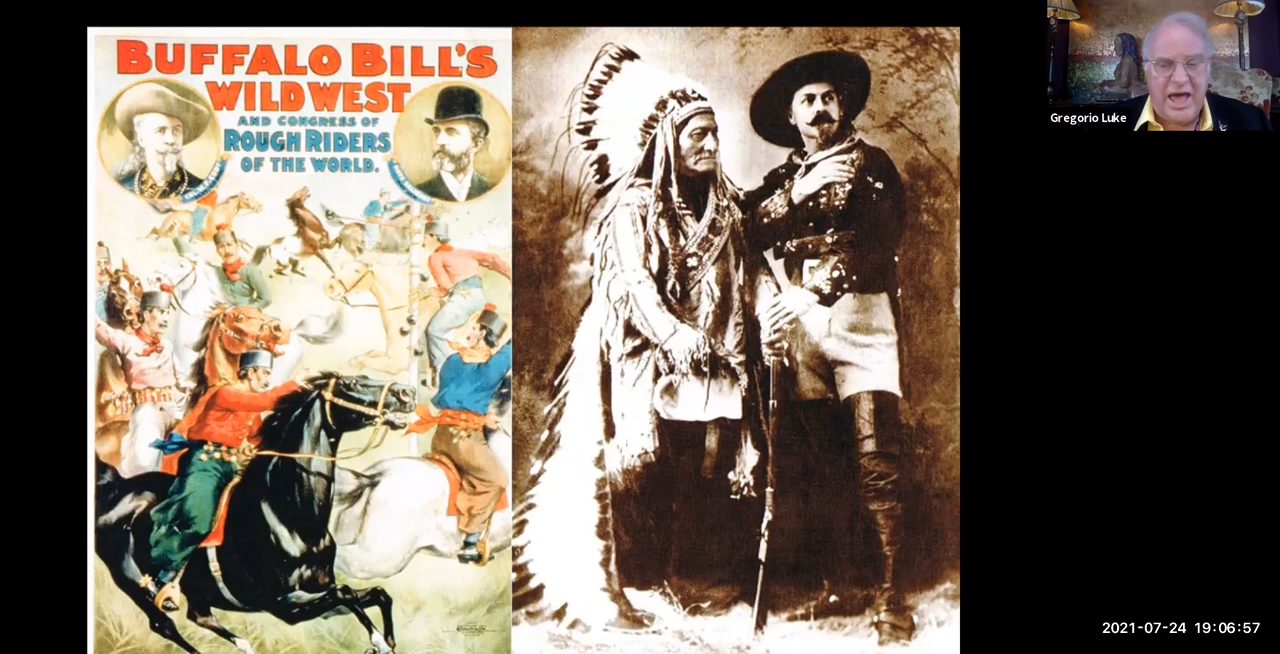 BUFFALO BILL'S
WILD WEST
AND CONGRESS OF
ROUGH RIDERS
OF THE WORLD.
Gregorio Luke
2021-07-24 19:06:57